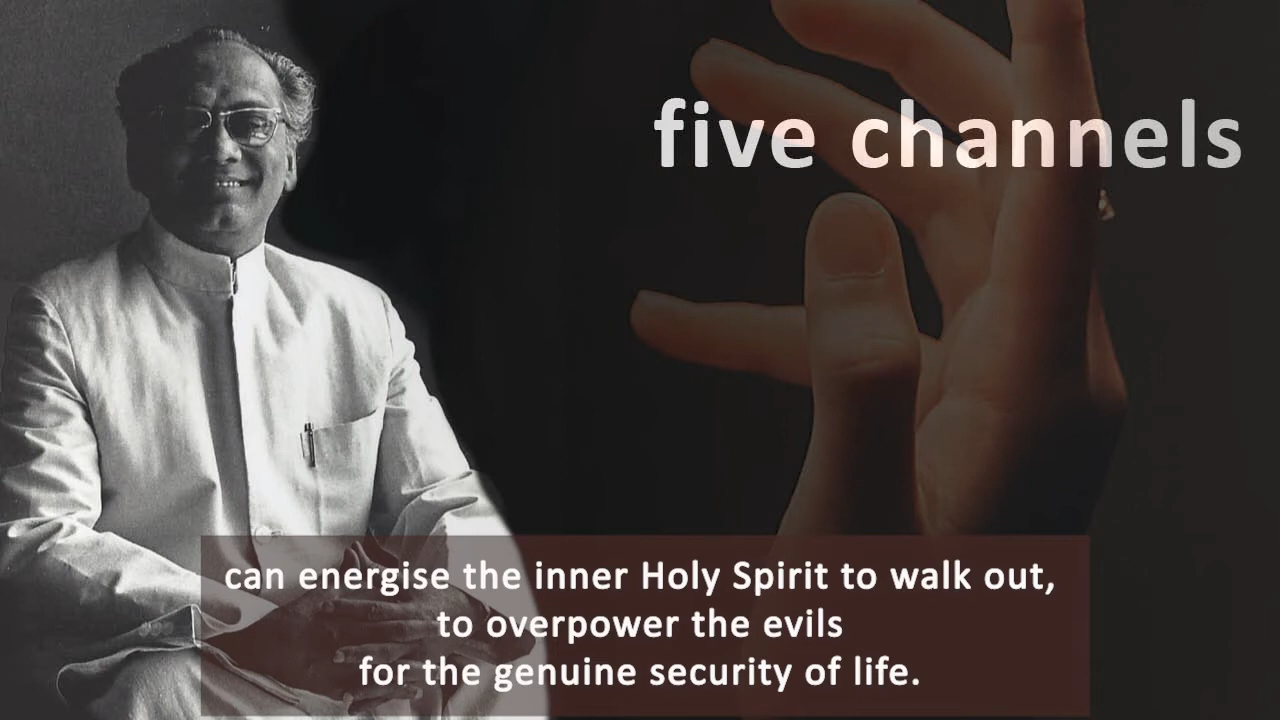 five channels
can energise the inner Holy Spirit to walk out,
to overpower the evils
for the genuine security of life.